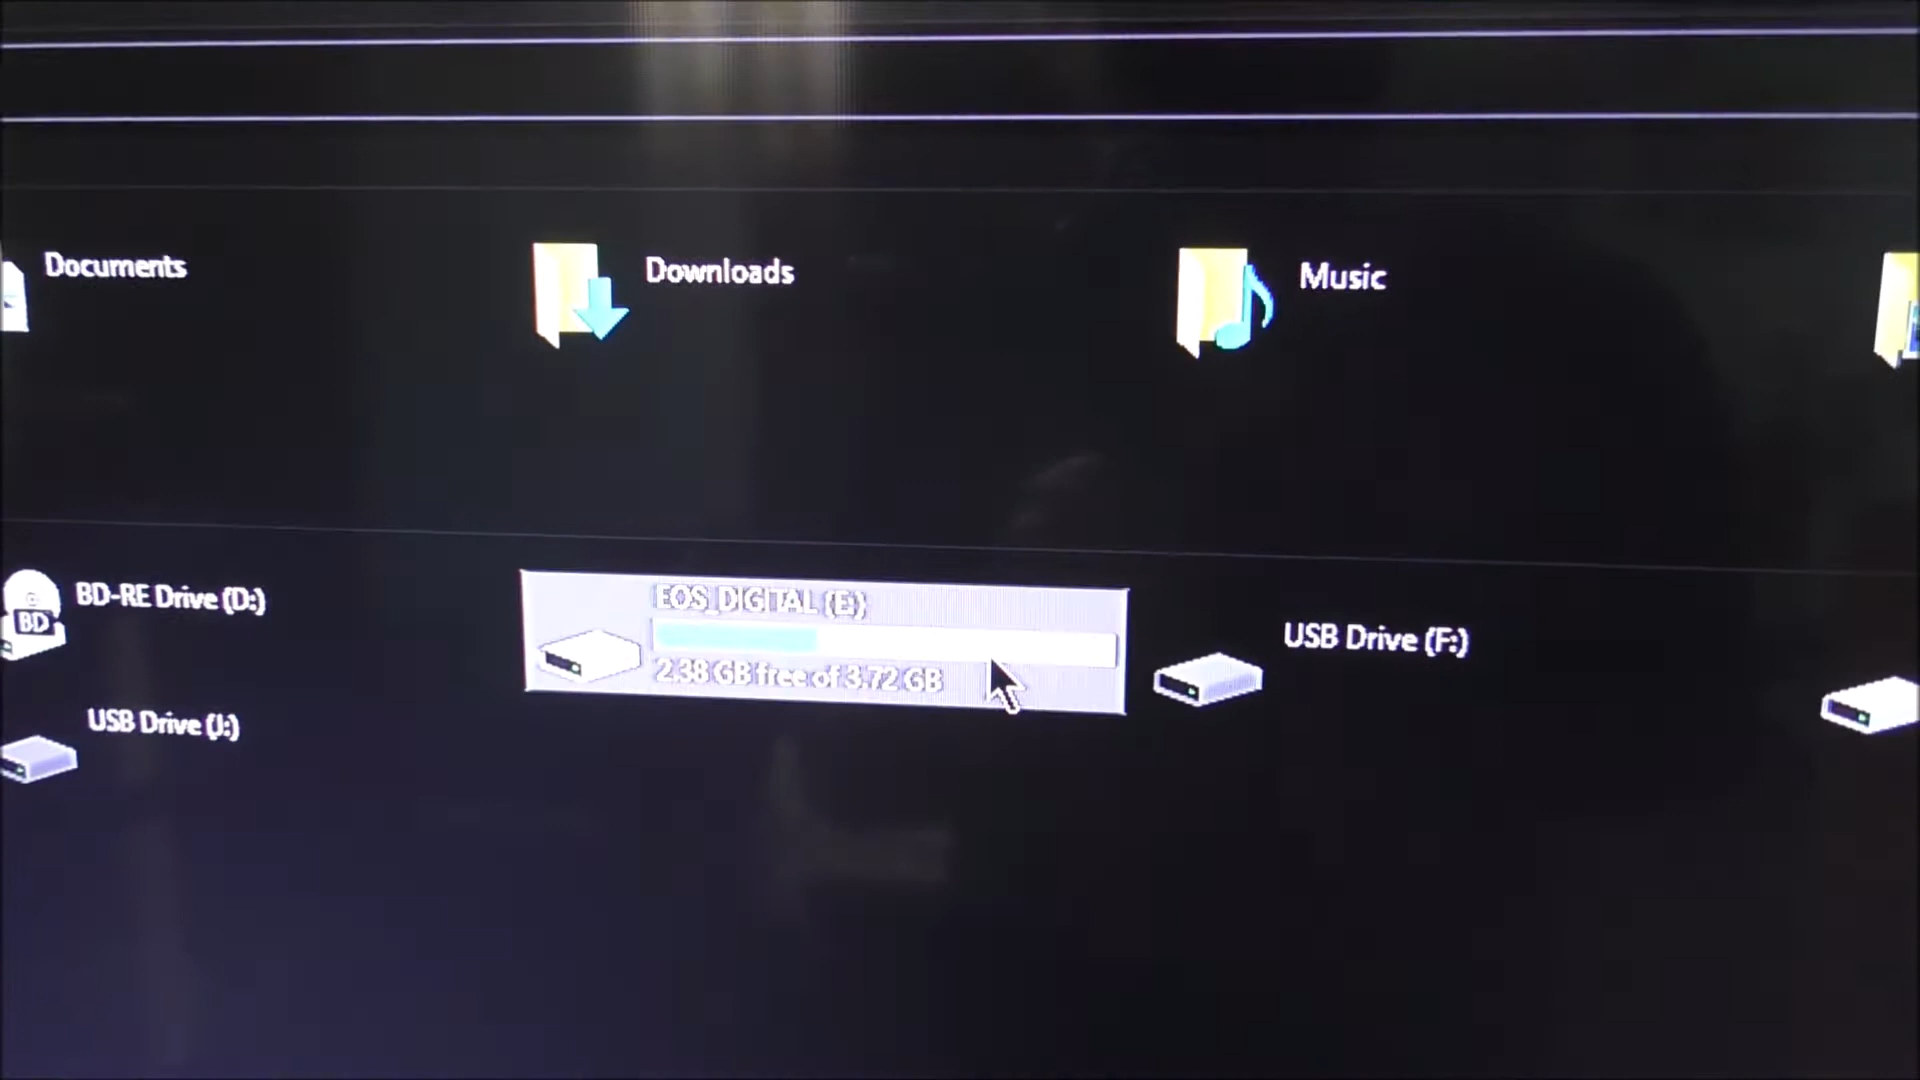 Documents
Downloads
Music
BD-RE Drive (D:)
BD
EOS_DIGITAL (E:)
2.38 GB free of 3.72 GB
USB Drive (F:)
USB Drive (J:)